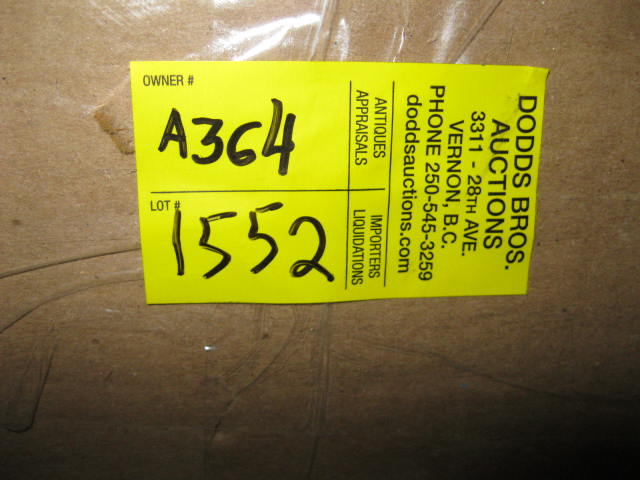 DODDS BROS.
AUCTIONS
3311 - 28TH AVE.
VERNON, B.C.
PHONE 250-545-3259
doddsauctions.com
ANTIQUES
APPRAISALS
IMPORTERS
LIQUIDATIONS
OWNER #
A364
LOT #
1552